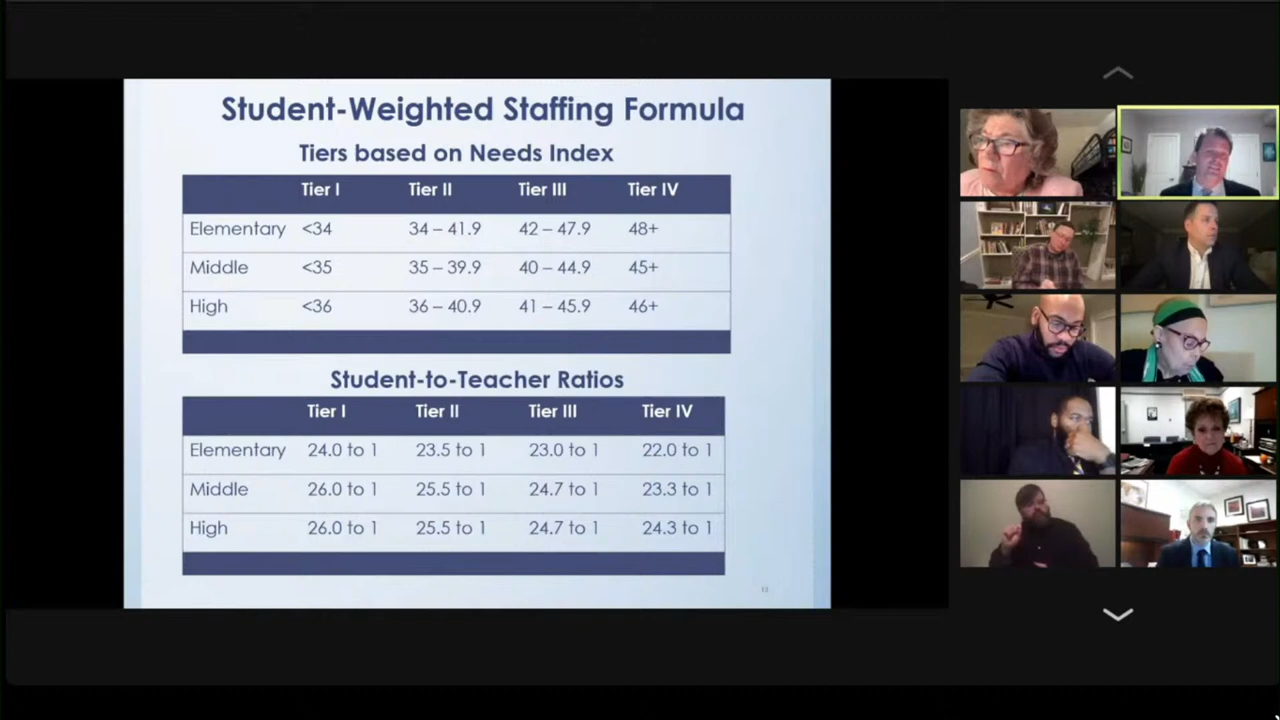 Student-Weighted Staffing Formula
Tiers based on Needs Index
Tier I Tier II Tier III Tier IV
Elementary <34 34 – 41.9 42 – 47.9 48+
Middle <35 35 – 39.9 40 – 44.9 45+
High <36 36 – 40.9 41 – 45.9 46+
Student-to-Teacher Ratios
Tier I Tier II Tier III Tier IV
Elementary 24.0 to 1 23.5 to 1 23.0 to 1 22.0 to 1
Middle 26.0 to 1 25.5 to 1 24.7 to 1 23.3 to 1
High 26.0 to 1 25.5 to 1 24.7 to 1 24.3 to 1